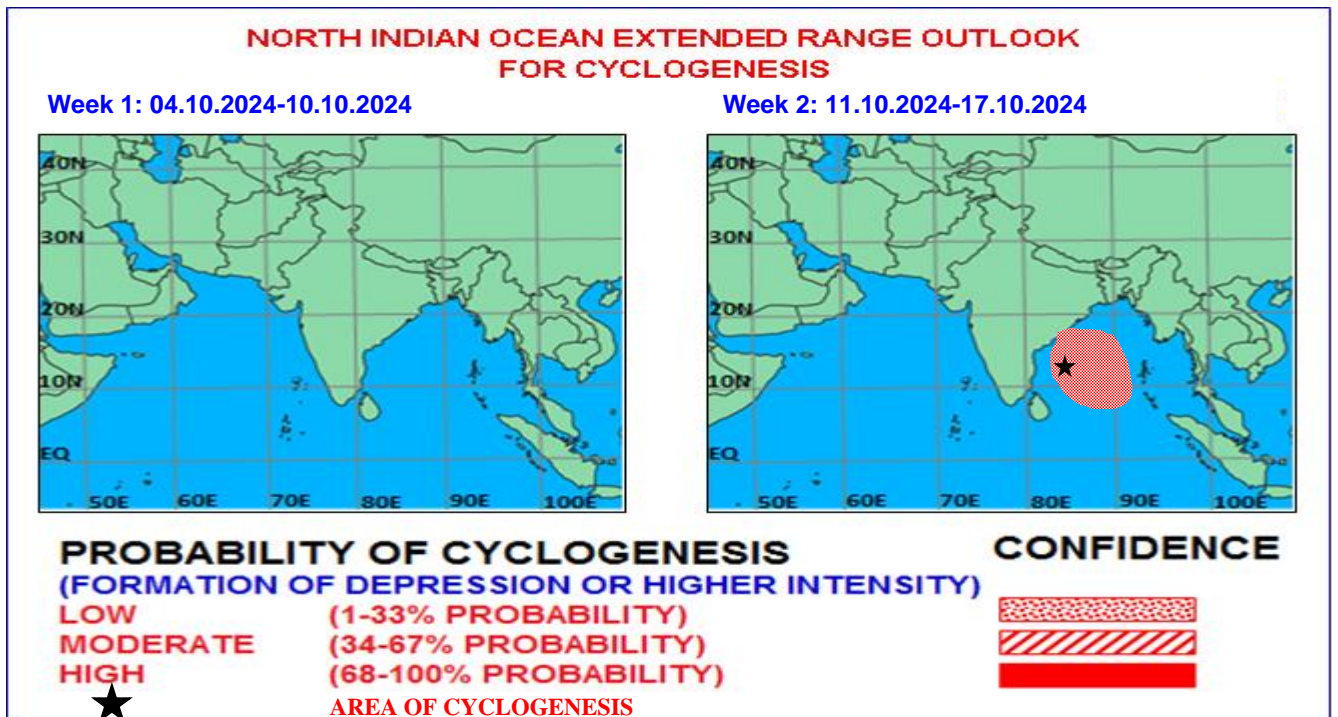 NORTH INDIAN OCEAN EXTENDED RANGE OUTLOOK
FOR CYCLOGENESIS
Week 1: 04.10.2024-10.10.2024
Week 2: 11.10.2024-17.10.2024
40N
30N
20N
10N
EQ
50E 60E 70E 80E 90E 100E
40N
30N
20N
10N
EQ
50E 60E 70E 80E 90E 100E
PROBABILITY OF CYCLOGENESIS CONFIDENCE
(FORMATION OF DEPRESSION OR HIGHER INTENSITY)
LOW (1-33% PROBABILITY)
MODERATE (34-67% PROBABILITY)
HIGH (68-100% PROBABILITY)
AREA OF CYCLOGENESIS